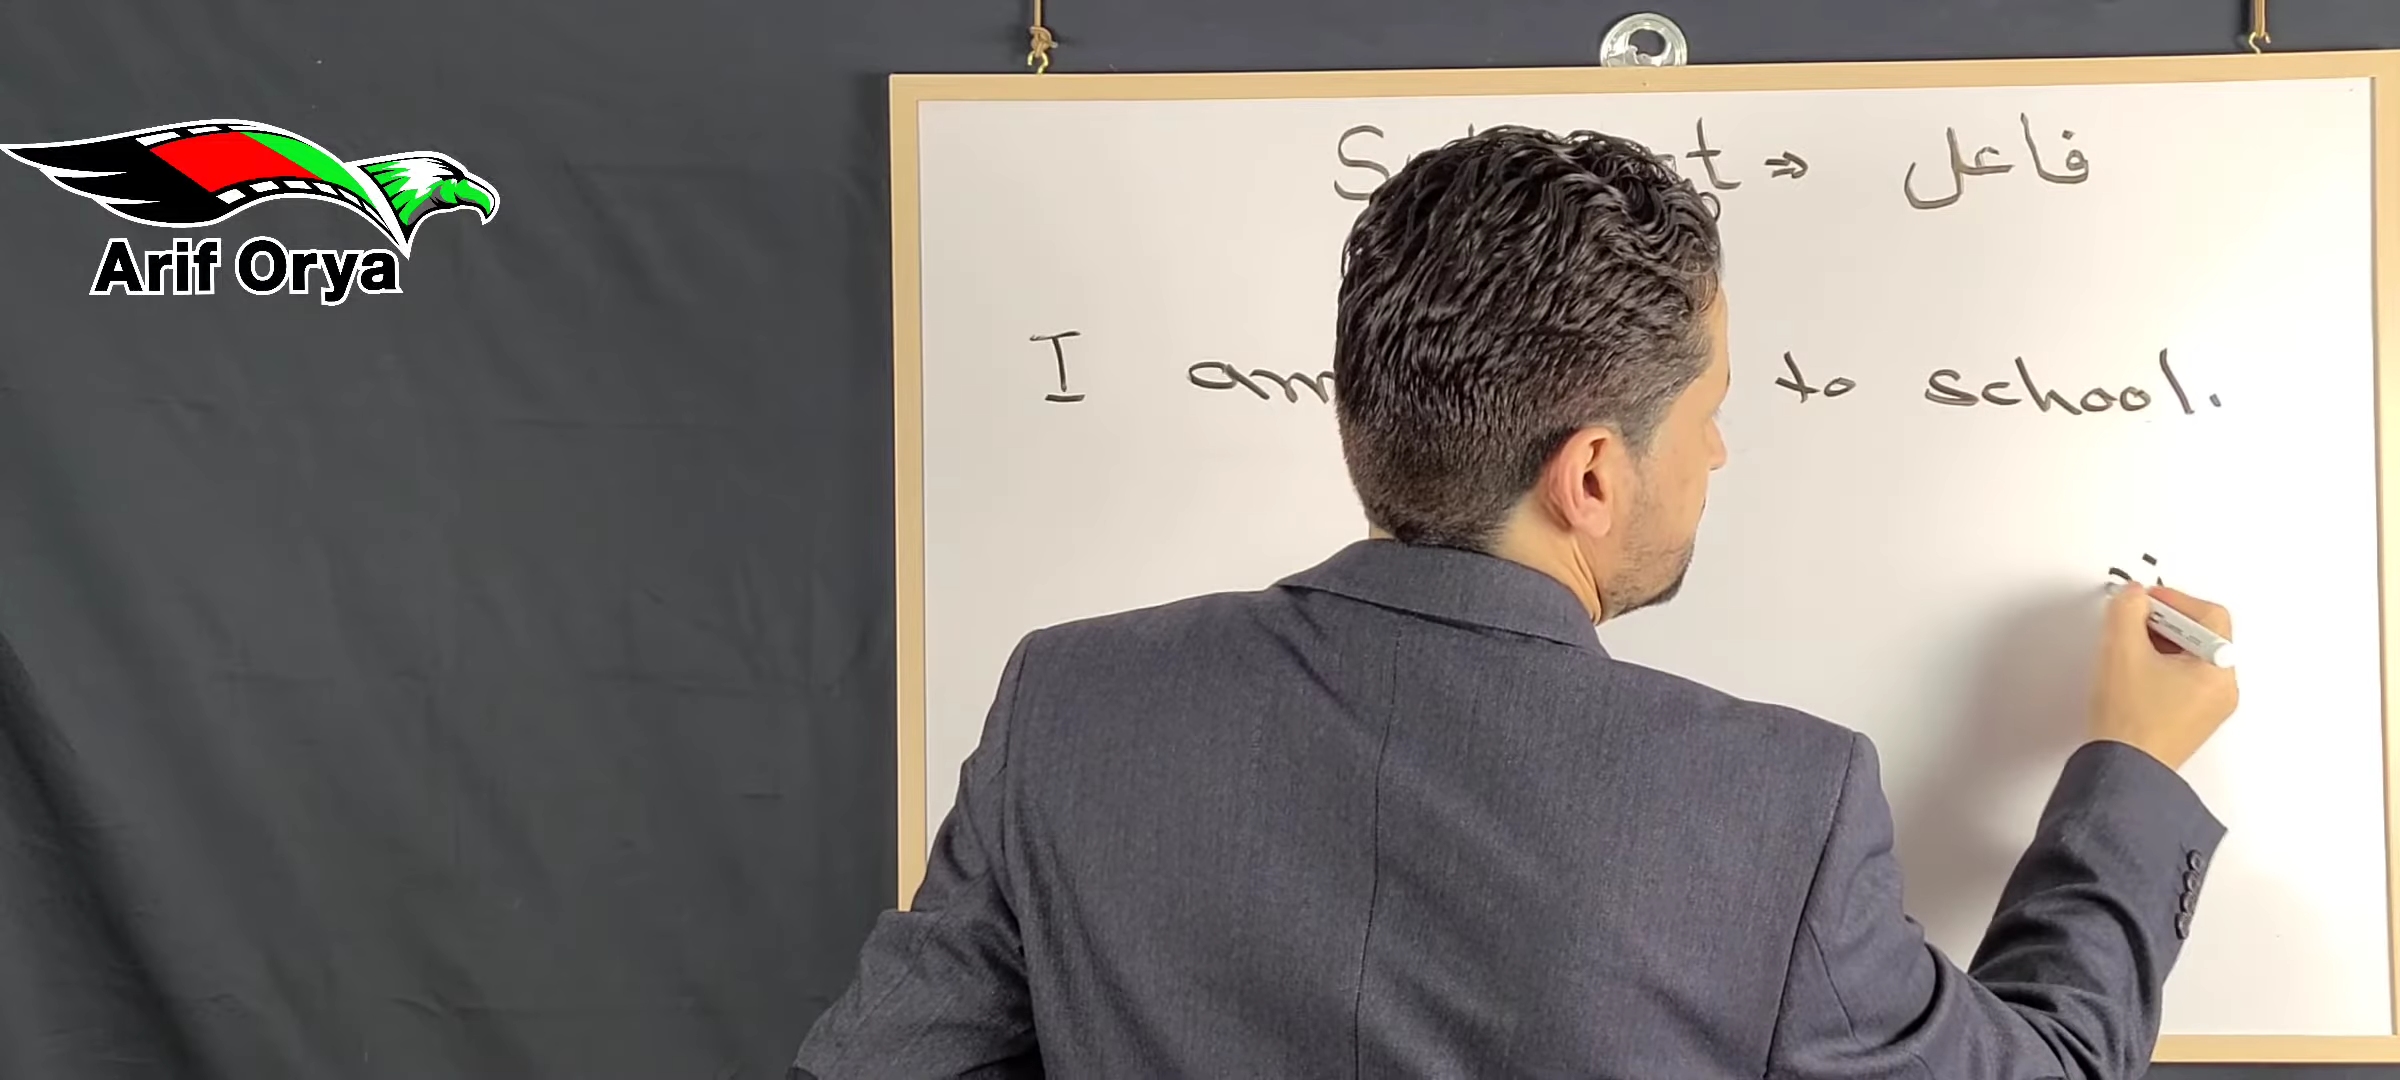 Arif Orya
⇒ فاعل
I am to school.